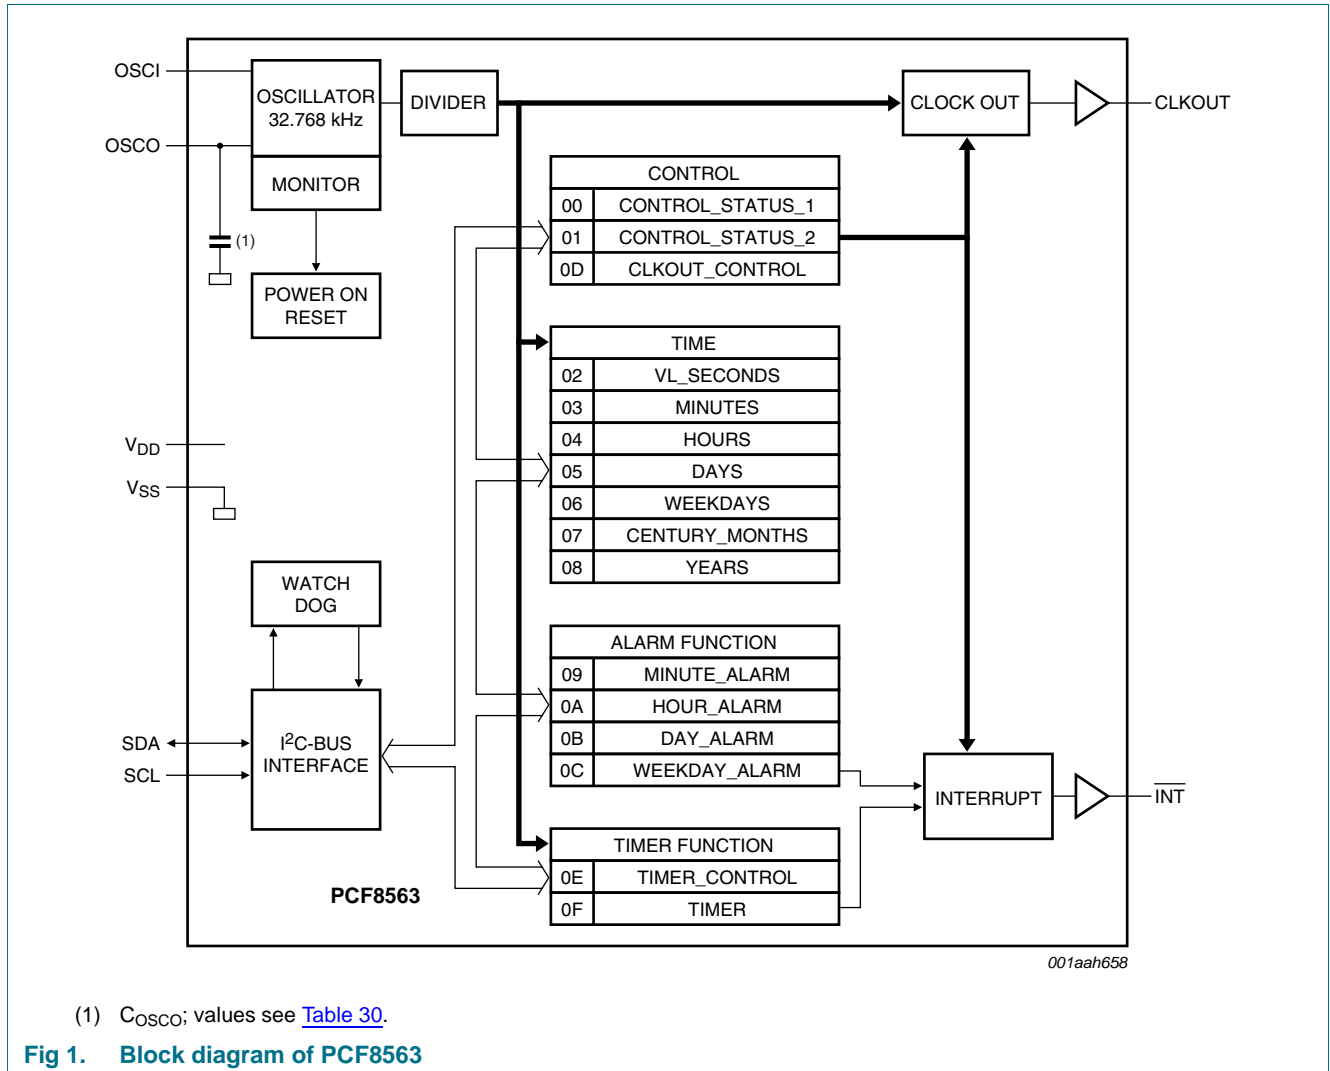 OSCI
OSCO
OSCILLATOR
32.768 kHz
DIVIDER
CLOCK OUT
CLKOUT
MONITOR
(1)
POWER ON
RESET
CONTROL
00 CONTROL_STATUS_1
01 CONTROL_STATUS_2
0D CLKOUT_CONTROL
TIME
02 VL_SECONDS
03 MINUTES
04 HOURS
05 DAYS
06 WEEKDAYS
07 CENTURY_MONTHS
08 YEARS
VDD
VSS
WATCH
DOG
ALARM FUNCTION
09 MINUTE_ALARM
0A HOUR_ALARM
0B DAY_ALARM
0C WEEKDAY_ALARM
SDA
SCL
I2C-BUS
INTERFACE
INTERRUPT
INT
TIMER FUNCTION
0E TIMER_CONTROL
0F TIMER
PCF8563
001aah658
(1) COSCO; values see Table 30.
Fig 1. Block diagram of PCF8563